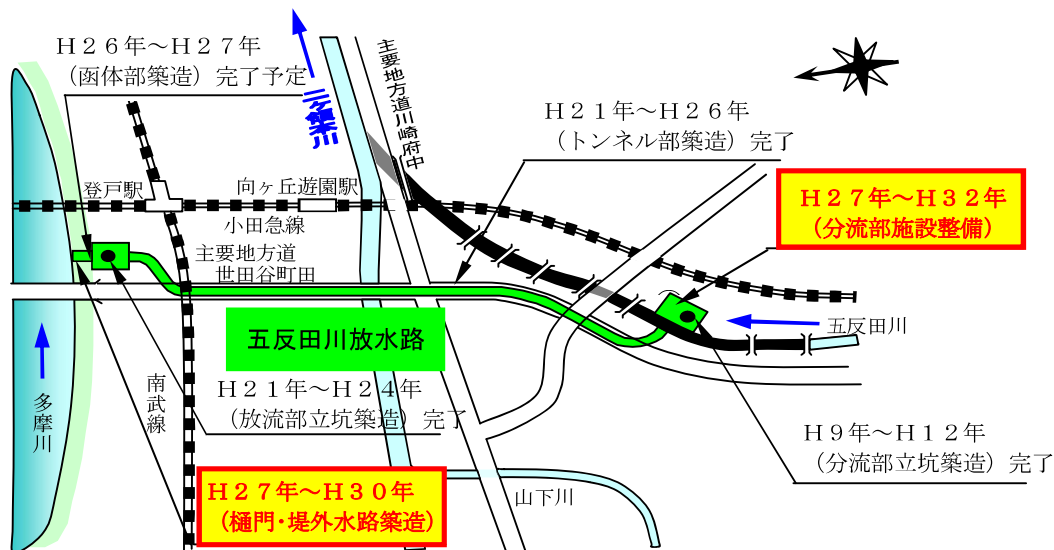 H26年～H27年
(函体部築造)完了予定
二ヶ領本川
主要地方道川崎府中
H21年～H26年
(トンネル部築造)完了
H27年～H32年
(分流部施設整備)
登戸駅
向ヶ丘遊園駅
小田急線
主要地方道
世田谷町田
五反田川
五反田川放水路
多摩川
南武線
H21年～H24年
(放流部立坑築造)完了
H9年～H12年
(分流部立坑築造)完了
H27年～H30年
(樋門・堤外水路築造)
山下川